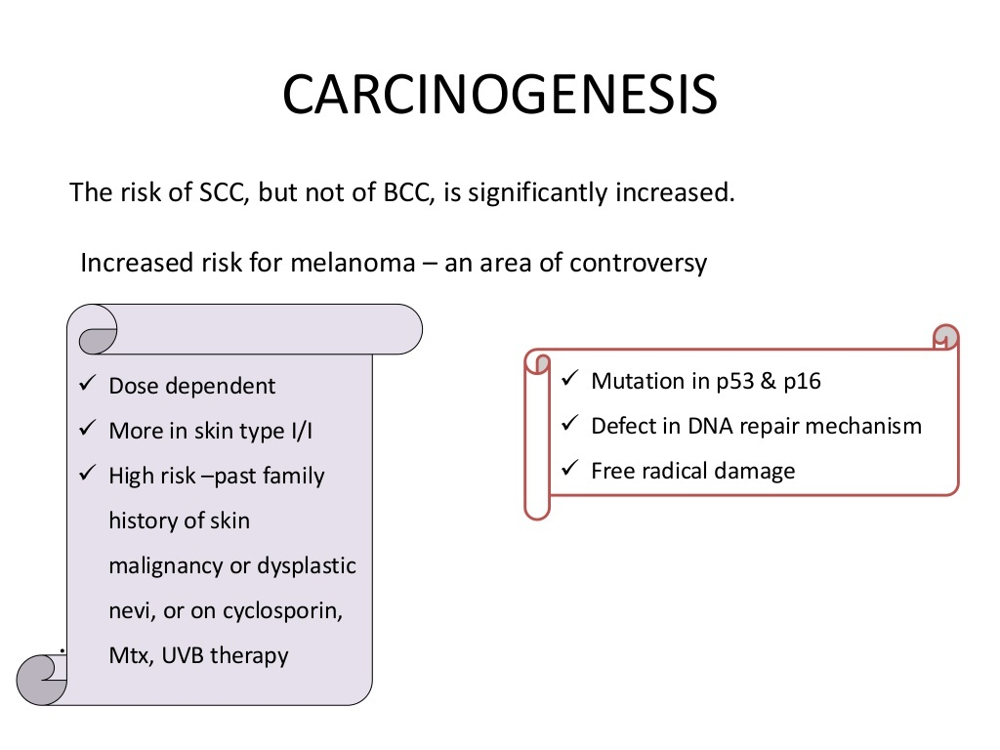 CARCINOGENESIS
The risk of SCC, but not of BCC, is significantly increased.
Increased risk for melanoma – an area of controversy
✓ Dose dependent
✓ More in skin type I/I
✓ High risk –past family
history of skin
malignancy or dysplastic
nevi, or on cyclosporin,
Mtx, UVB therapy
•
✓ Mutation in p53 & p16
✓ Defect in DNA repair mechanism
✓ Free radical damage